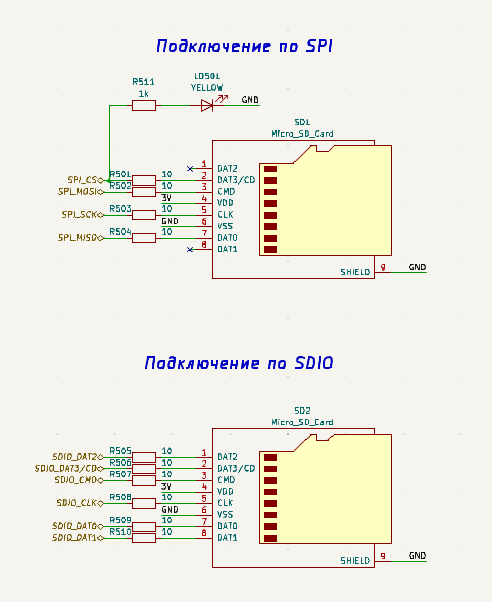 Подключение по SPI
R511
1k
LD501
YELLOW
GND
SD1
Micro_SD_Card
1 DAT2
SPI_CS R501 10 2 DAT3/CD
SPI_MOSI R502 10 3 CMD
3V 4 VDD
SPI_SCK R503 10 5 CLK
GND 6 VSS
SPI_MISO R504 10 7 DAT0
8 DAT1
SHIELD 9 GND
Подключение по SDIO
SD2
Micro_SD_Card
SDIO_DAT2 R505 10 1 DAT2
SDIO_DAT3/CD R506 10 2 DAT3/CD
SDIO_CMD R507 10 3 CMD
3V 4 VDD
SDIO_CLK R508 10 5 CLK
GND 6 VSS
SDIO_DAT0 R509 10 7 DAT0
SDIO_DAT1 R510 10 8 DAT1
SHIELD 9 GND